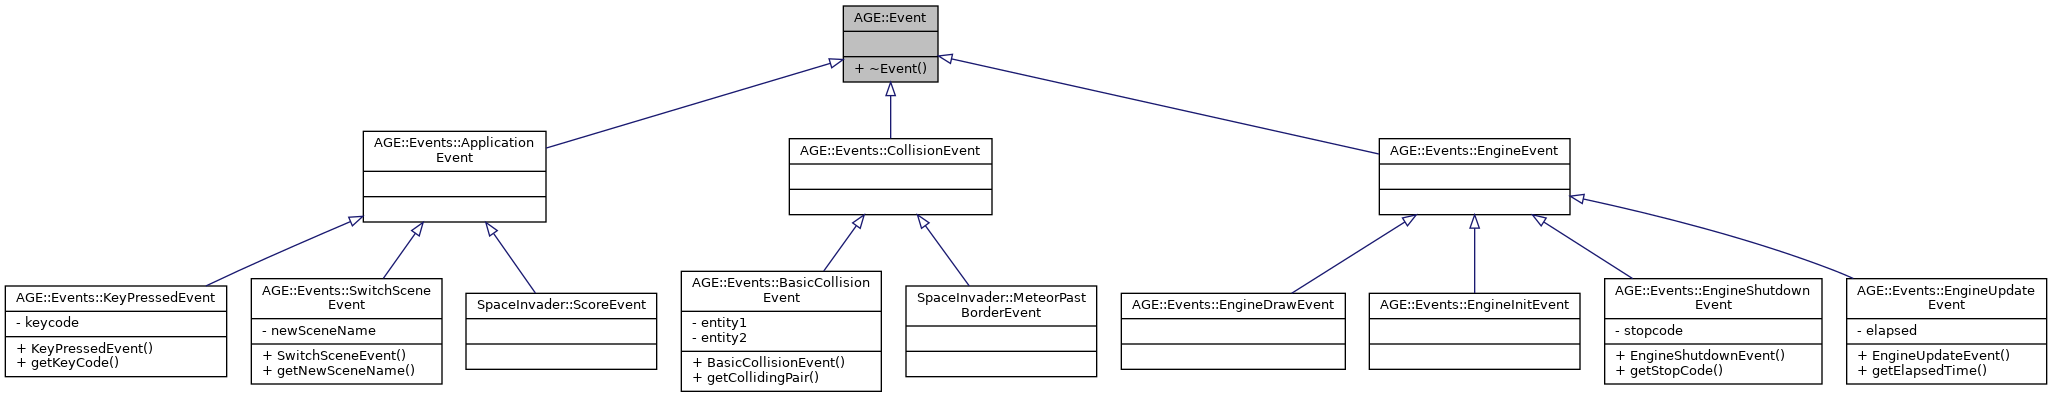 AGE::Event
+ ~Event()
AGE::Events::Application
Event
AGE::Events::CollisionEvent
AGE::Events::EngineEvent
AGE::Events::KeyPressedEvent
- keycode
+ KeyPressedEvent()
+ getKeyCode()
AGE::Events::SwitchScene
Event
- newSceneName
+ SwitchSceneEvent()
+ getNewSceneName()
SpaceInvader::ScoreEvent
AGE::Events::BasicCollision
Event
- entity1
- entity2
+ BasicCollisionEvent()
+ getCollidingPair()
SpaceInvader::MeteorPast
BorderEvent
AGE::Events::EngineDrawEvent
AGE::Events::EngineInitEvent
AGE::Events::EngineShutdown
Event
- stopcode
+ EngineShutdownEvent()
+ getStopCode()
AGE::Events::EngineUpdate
Event
- elapsed
+ EngineUpdateEvent()
+ getElapsedTime()